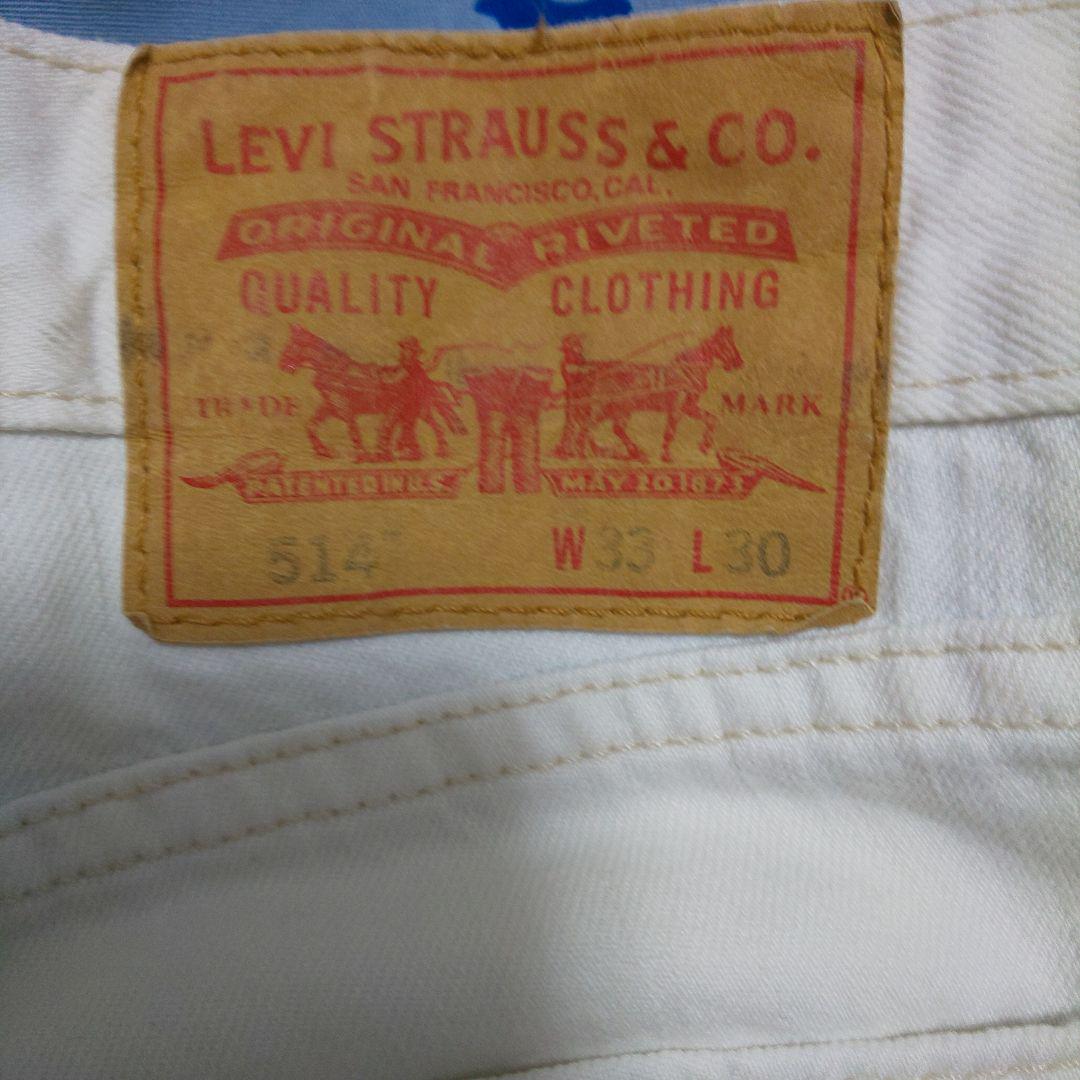 LEVI STRAUSS & CO.
SAN FRANCISCO, CAL.
ORIGINAL RIVETED
QUALITY CLOTHING
TRADE MARK
PATENTED IN U.S. MAY 20 1873
514™ W33 L30
®